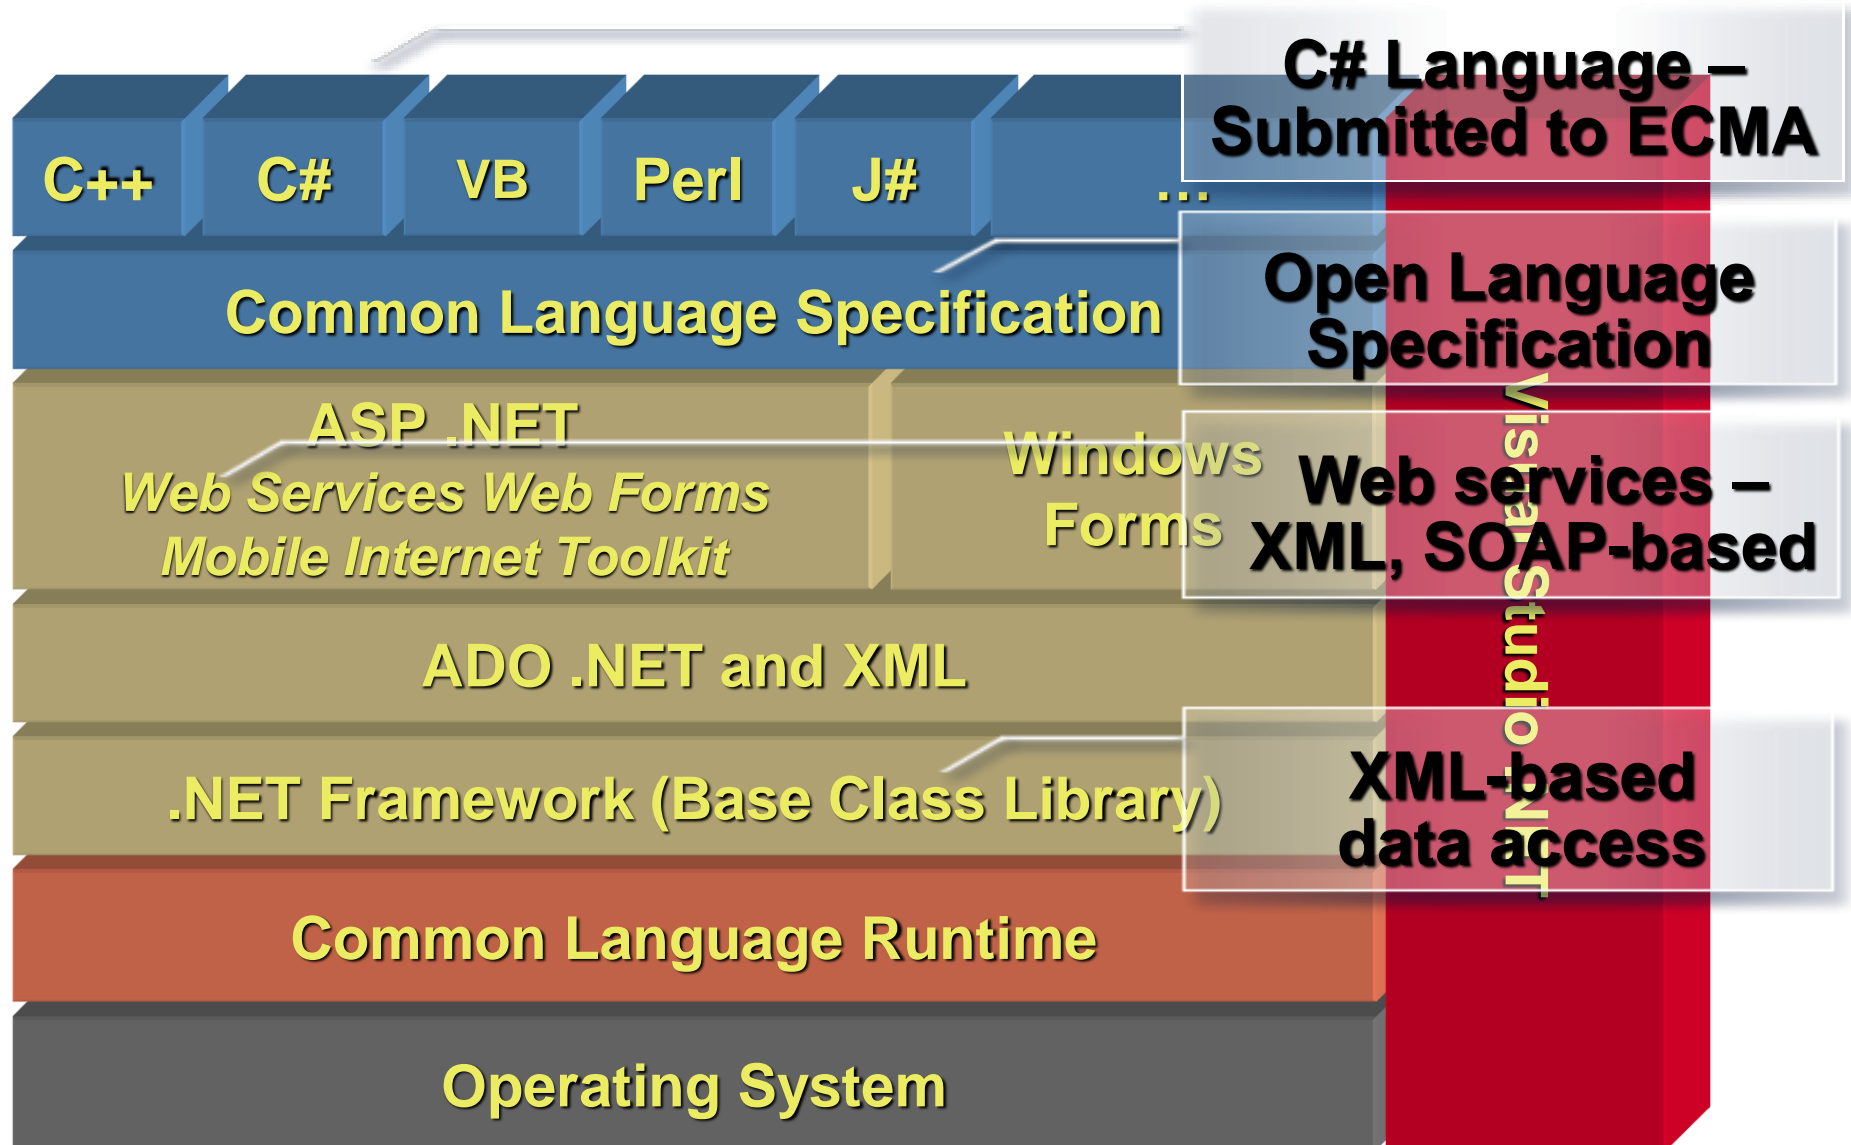 C# Language –
Submitted to ECMA
C++
C#
VB
Perl
J#
...
Common Language Specification
Open Language
Specification
ASP .NET
Web Services Web Forms
Mobile Internet Toolkit
Windows
Forms
Web services –
XML, SOAP-based
ADO .NET and XML
.NET Framework (Base Class Library)
XML-based
data access
Common Language Runtime
Operating System
Visual Studio .NET